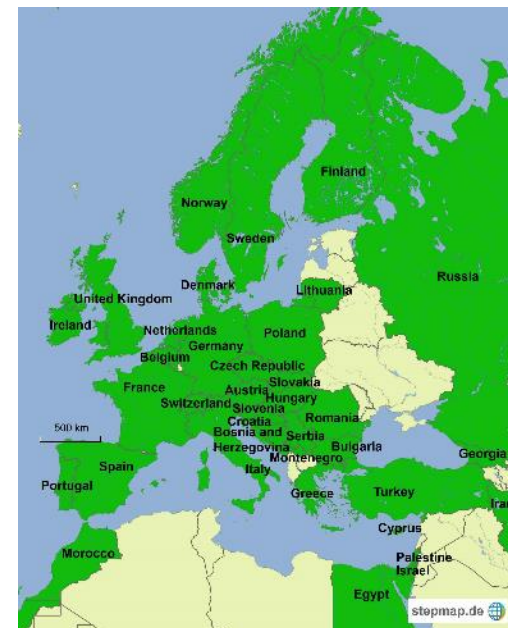 Finland
Norway
Sweden
Russia
Denmark
Lithuania
United Kingdom
Ireland
Netherlands
Poland
Germany
Belgium
Czech Republic
Slovakia
France
Austria
Hungary
Switzerland
Slovenia
Croatia
Romania
500 km
Bosnia and
Herzegovina
Serbia
Bulgaria
Montenegro
Georgia
Spain
Italy
Portugal
Greece
Turkey
Iran
Cyprus
Morocco
Palestine
Israel
Egypt
stepmap.de